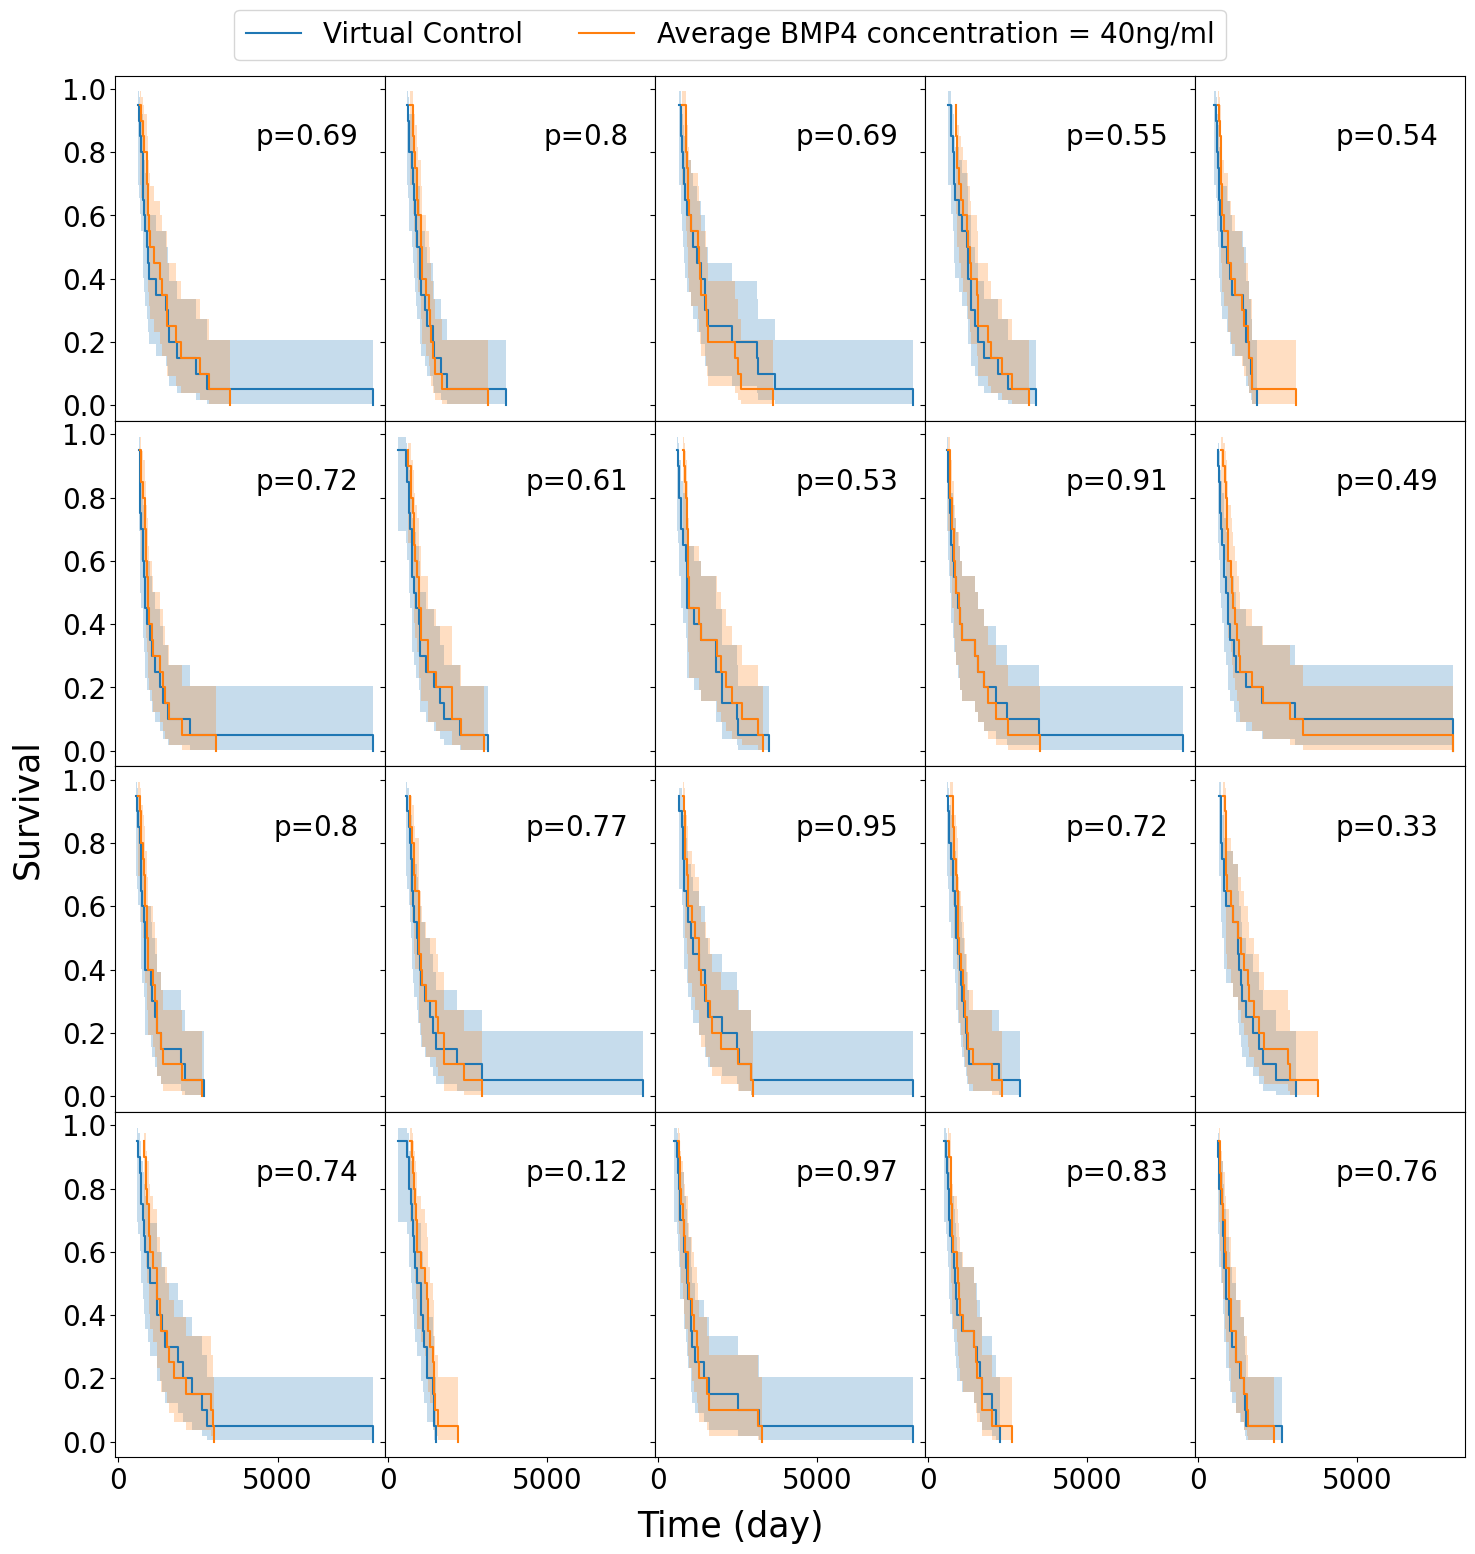 Virtual Control
Average BMP4 concentration = 40ng/ml
1.0
0.8
0.6
0.4
0.2
0.0
p=0.69
p=0.8
p=0.69
p=0.55
p=0.54
1.0
0.8
0.6
0.4
0.2
0.0
p=0.72
p=0.61
p=0.53
p=0.91
p=0.49
1.0
0.8
0.6
0.4
0.2
0.0
p=0.8
p=0.77
p=0.95
p=0.72
p=0.33
1.0
0.8
0.6
0.4
0.2
0.0
p=0.74
p=0.12
p=0.97
p=0.83
p=0.76
0 5000 0 5000 0 5000 0 5000 0 5000
Survival
Time (day)